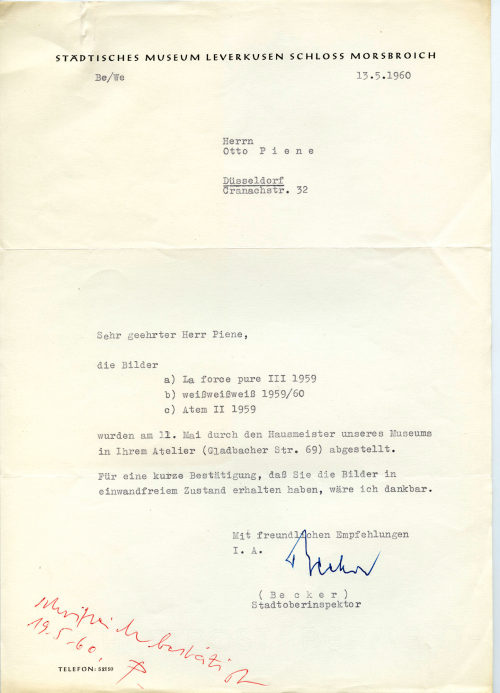 STÄDTISCHES MUSEUM LEVERKUSEN SCHLOSS MORSBROICH
Be/We 13.5.1960
Herrn
Otto P i e n e
Düsseldorf
Cranachstr. 32
Sehr geehrter Herr Piene,
die Bilder
a) La force pure III 1959
b) weißweißweiß 1959/60
c) Atem II 1959
wurden am 11. Mai durch den Hausmeister unseres Museums
in Ihrem Atelier (Gladbacher Str. 69) abgestellt.
Für eine kurze Bestätigung, daß Sie die Bilder in
einwandfreiem Zustand erhalten haben, wäre ich dankbar.
Mit freundlichen Empfehlungen
I. A.
Becker
( B e c k e r )
Stadtoberinspektor
schriftlich bestätigt
19.5.60.
TELEFON: